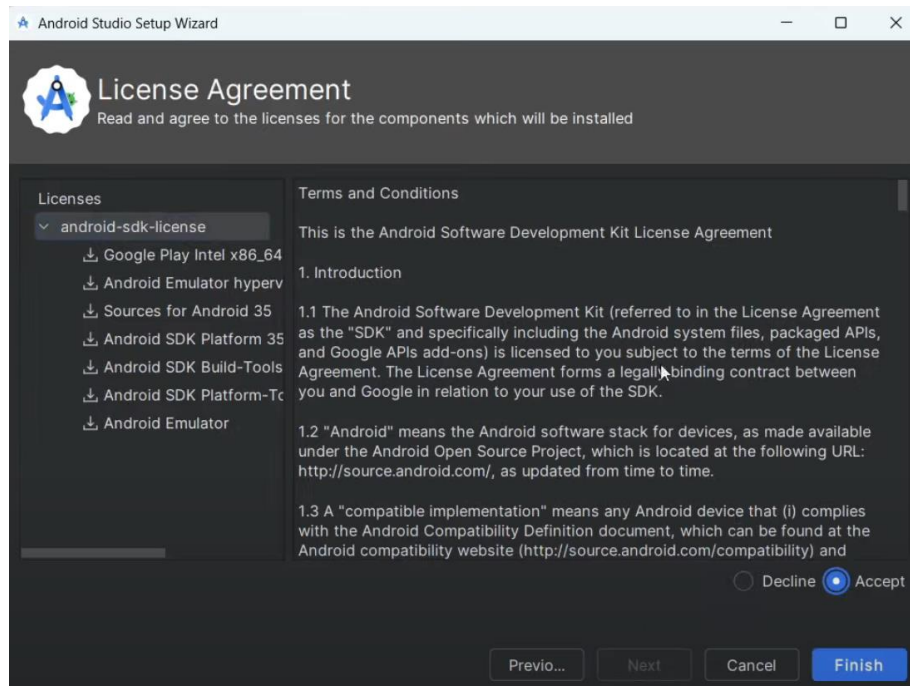 Android Studio Setup Wizard
License Agreement
Read and agree to the licenses for the components which will be installed
Licenses
android-sdk-license
Google Play Intel x86_64
Android Emulator hyperv
Sources for Android 35
Android SDK Platform 35
Android SDK Build-Tools
Android SDK Platform-To
Android Emulator
Terms and Conditions
This is the Android Software Development Kit License Agreement
1. Introduction
1.1 The Android Software Development Kit (referred to in the License Agreement
as the "SDK" and specifically including the Android system files, packaged APIs,
and Google APIs add-ons) is licensed to you subject to the terms of the License
Agreement. The License Agreement forms a legally binding contract between
you and Google in relation to your use of the SDK.
1.2 "Android" means the Android software stack for devices, as made available
under the Android Open Source Project, which is located at the following URL:
http://source.android.com/, as updated from time to time.
1.3 A "compatible implementation" means any Android device that (i) complies
with the Android Compatibility Definition document, which can be found at the
Android compatibility website (http://source.android.com/compatibility) and
Decline Accept
Previo... Next Cancel Finish